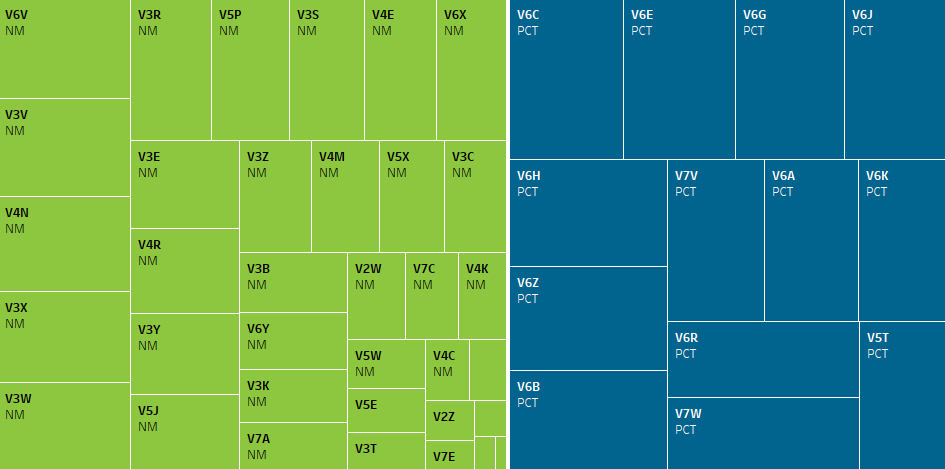 V6V
NM
V3V
NM
V4N
NM
V3X
NM
V3W
NM
V3R
NM
V5P
NM
V3S
NM
V4E
NM
V6X
NM
V3E
NM
V4R
NM
V3Y
NM
V5J
NM
V3Z
NM
V4M
NM
V5X
NM
V3C
NM
V3B
NM
V6Y
NM
V3K
NM
V7A
NM
V2W
NM
V7C
NM
V4K
NM
V5W
NM
V5E
V3T
V4C
NM
V2Z
V7E
V6C
PCT
V6E
PCT
V6G
PCT
V6J
PCT
V6H
PCT
V6Z
PCT
V6B
PCT
V7V
PCT
V6A
PCT
V6K
PCT
V6R
PCT
V7W
PCT
V5T
PCT